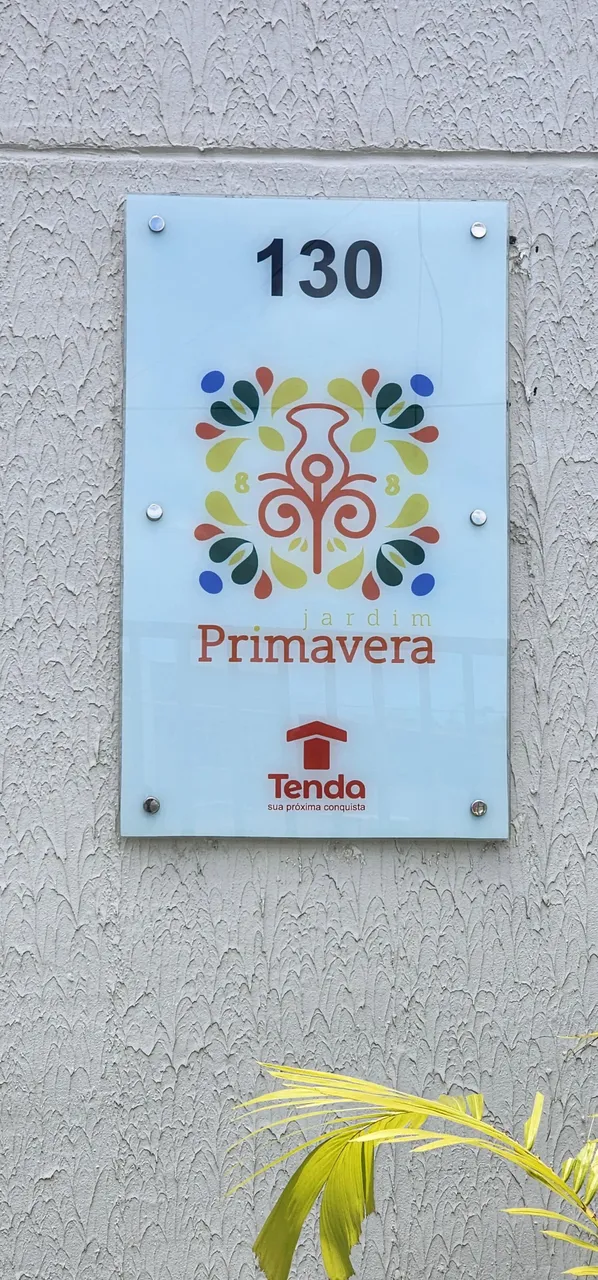 130
jardim
Primavera
Tenda
sua próxima conquista